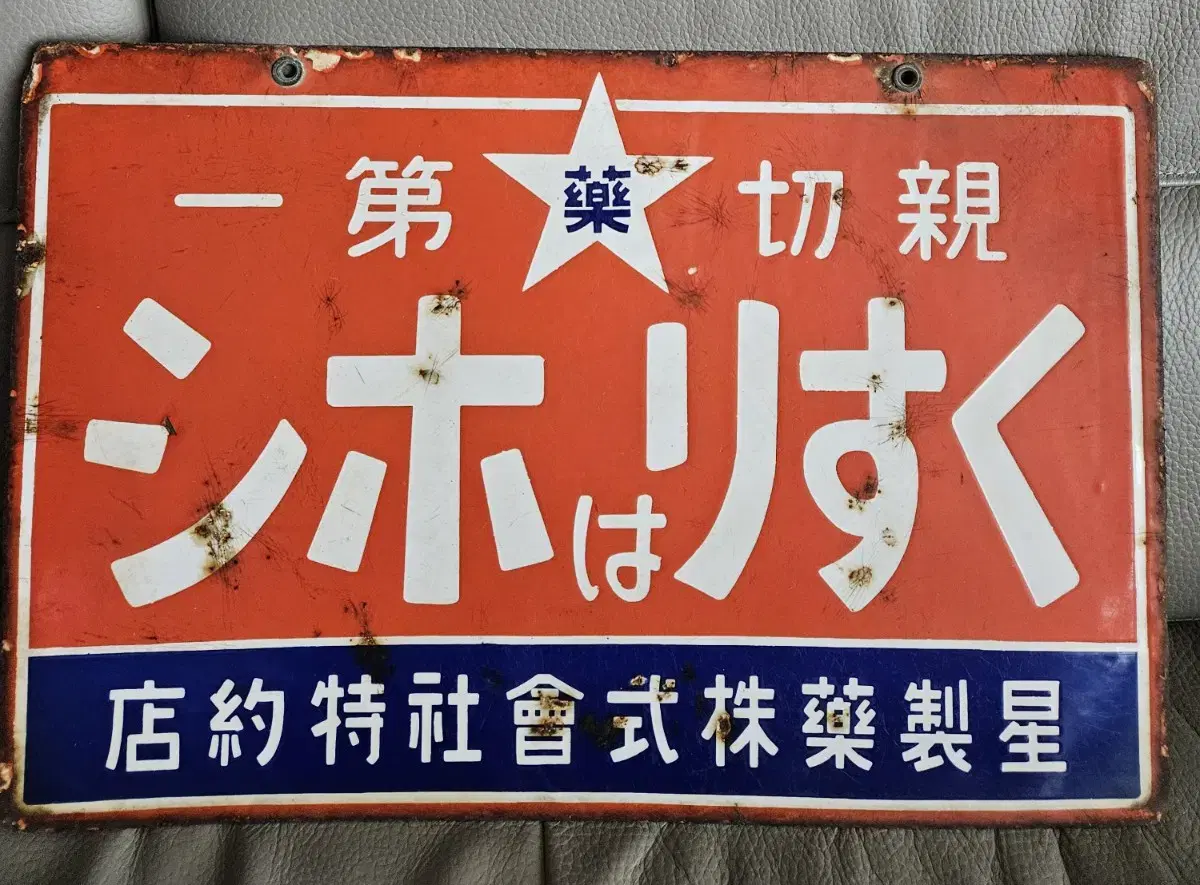 親切 藥 第一
くすりはホシ
星製藥株式會社特約店